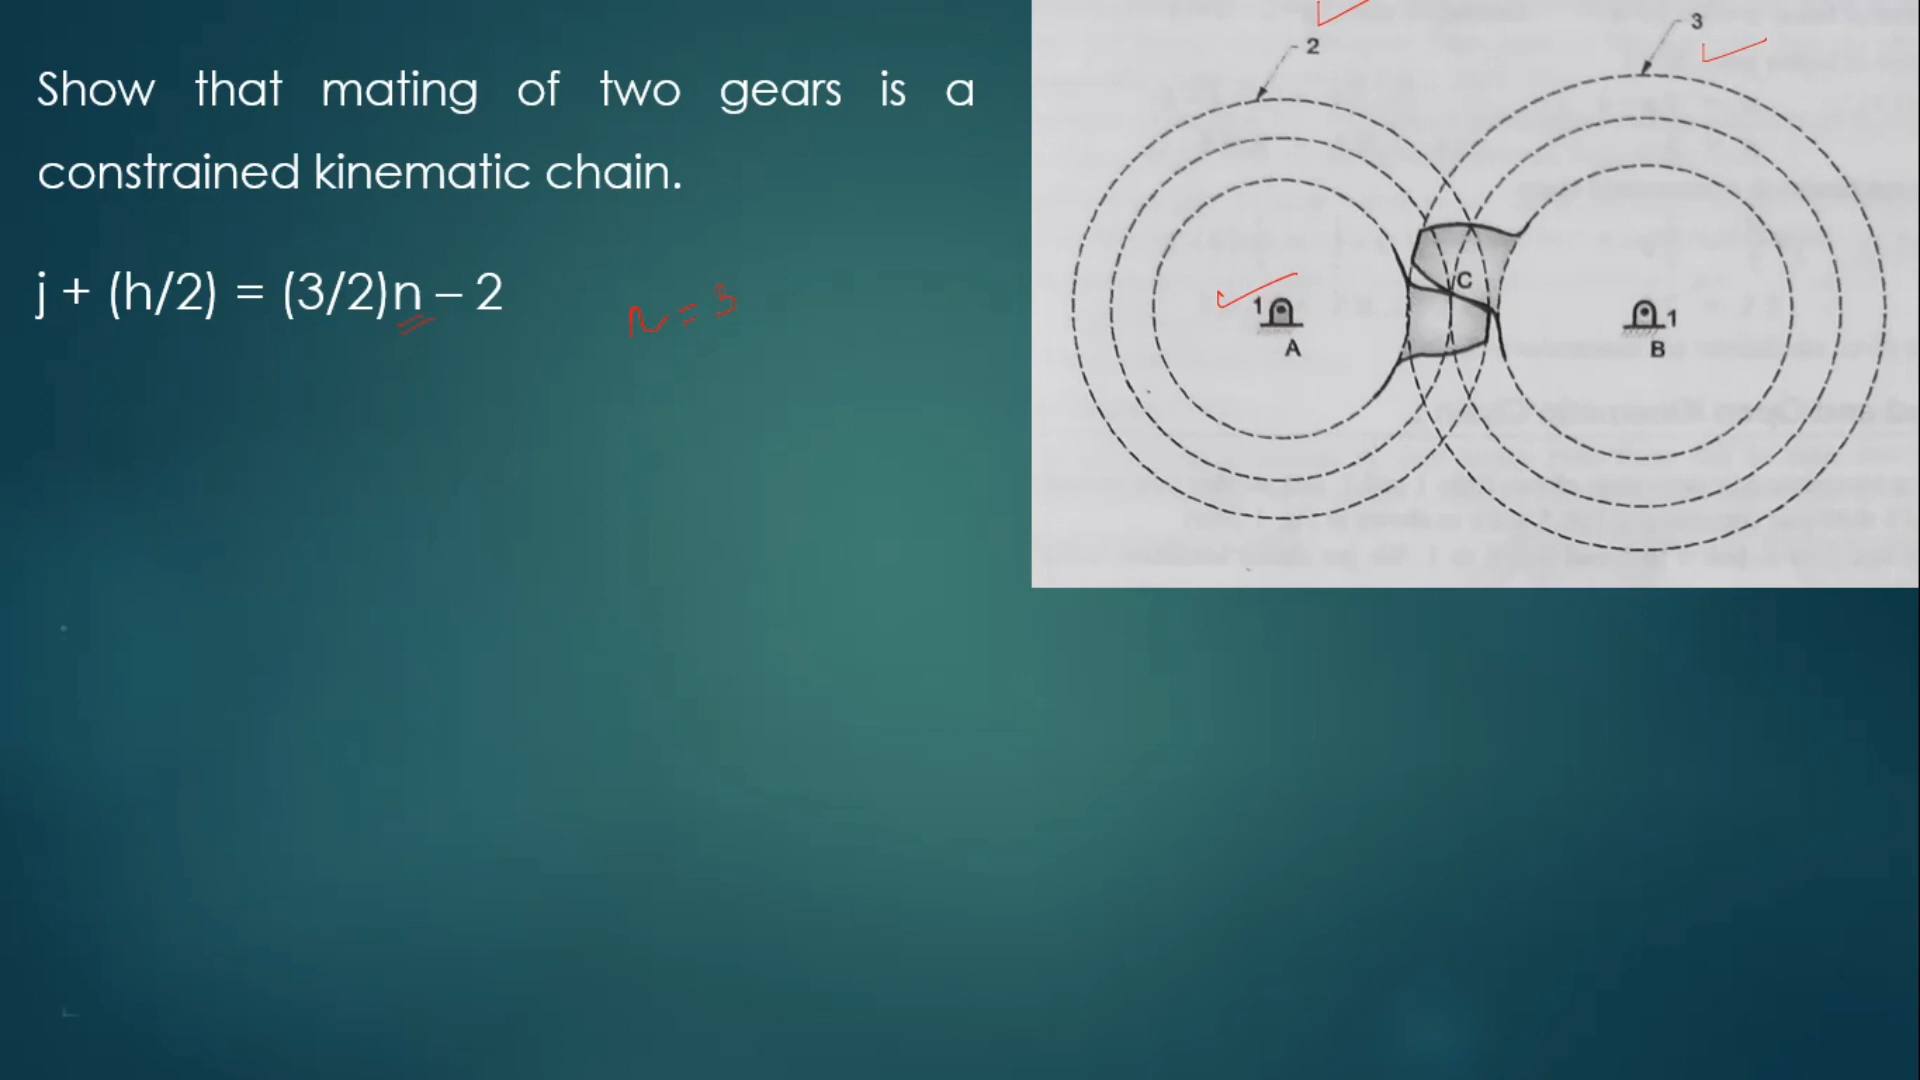 Show that mating of two gears is a
constrained kinematic chain.
j + (h/2) = (3/2)n – 2
n = 3
2
3
C
1
A
1
B